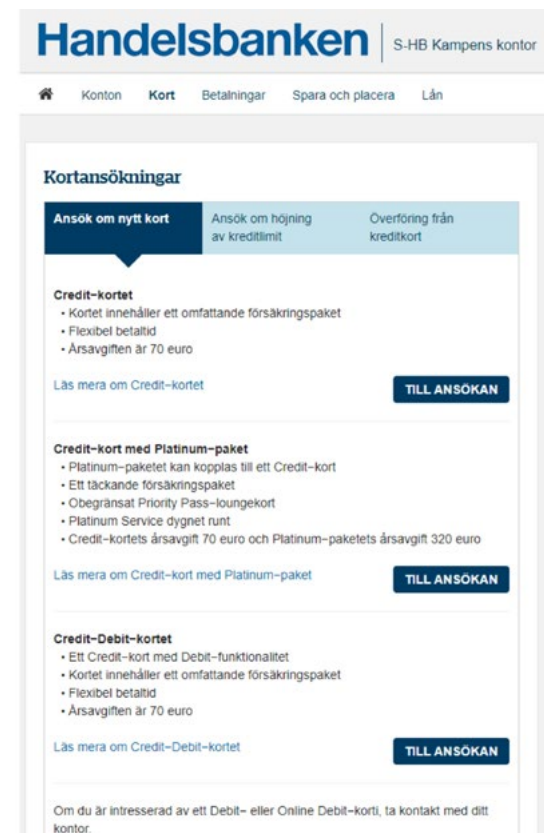 Handelsbanken S-HB Kampens kontor
Konton Kort Betalningar Spara och placera Lån
Kortansökningar
Ansök om nytt kort
Ansök om höjning
av kreditlimit
Överföring från
kreditkort
Credit-kortet
• Kortet innehåller ett omfattande försäkringspaket
• Flexibel betaltid
• Årsavgiften är 70 euro
Läs mera om Credit-kortet
TILL ANSÖKAN
Credit-kort med Platinum-paket
• Platinum-paketet kan kopplas till ett Credit-kort
• Ett täckande försäkringspaket
• Obegränsat Priority Pass-loungekort
• Platinum Service dygnet runt
• Credit-kortets årsavgift 70 euro och Platinum-paketets årsavgift 320 euro
Läs mera om Credit-kort med Platinum-paket
TILL ANSÖKAN
Credit-Debit-kortet
• Ett Credit-kort med Debit-funktionalitet
• Kortet innehåller ett omfattande försäkringspaket
• Flexibel betaltid
• Årsavgiften är 70 euro
Läs mera om Credit-Debit-kortet
TILL ANSÖKAN
Om du är intresserad av ett Debit- eller Online Debit-korti, ta kontakt med ditt
kontor.